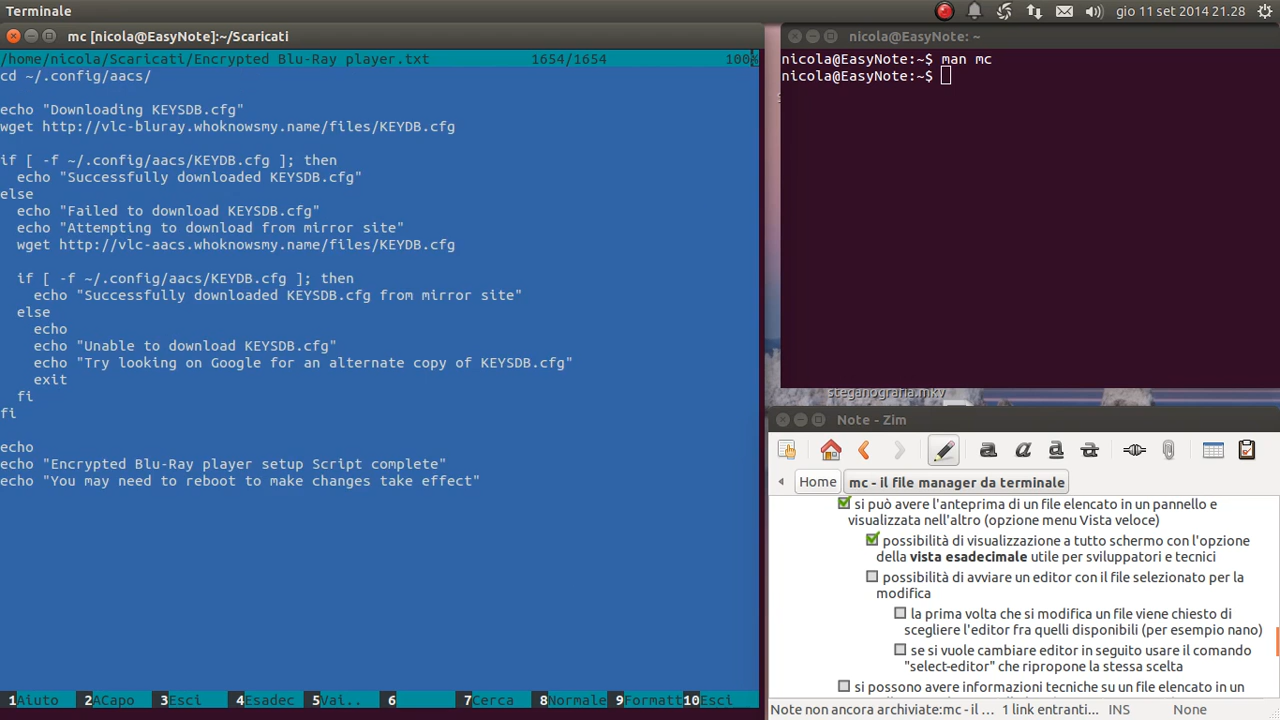 Terminale
gio 11 set 2014 21.28
mc [nicola@EasyNote]:~/Scaricati
/home/nicola/Scaricati/Encrypted Blu-Ray player.txt 1654/1654 100%
cd ~/.config/aacs/
echo "Downloading KEYSDB.cfg"
wget http://vlc-bluray.whoknowsmy.name/files/KEYDB.cfg
if [ -f ~/.config/aacs/KEYDB.cfg ]; then
echo "Successfully downloaded KEYSDB.cfg"
else
echo "Failed to download KEYSDB.cfg"
echo "Attempting to download from mirror site"
wget http://vlc-aacs.whoknowsmy.name/files/KEYDB.cfg
if [ -f ~/.config/aacs/KEYDB.cfg ]; then
echo "Successfully downloaded KEYSDB.cfg from mirror site"
else
echo
echo "Unable to download KEYSDB.cfg"
echo "Try looking on Google for an alternate copy of KEYSDB.cfg"
exit
fi
fi
echo
echo "Encrypted Blu-Ray player setup Script complete"
echo "You may need to reboot to make changes take effect"
1Aiuto 2ACapo 3Esci 4Esadec 5Vai.. 6 7Cerca 8Normale 9Formatt10Esci
nicola@EasyNote: ~
nicola@EasyNote:~$ man mc
nicola@EasyNote:~$
steganografia.mkv
Note - Zim
Home
mc - il file manager da terminale
si può avere l'anteprima di un file elencato in un pannello e
visualizzata nell'altro (opzione menu Vista veloce)
possibilità di visualizzazione a tutto schermo con l'opzione
della vista esadecimale utile per sviluppatori e tecnici
possibilità di avviare un editor con il file selezionato per la
modifica
la prima volta che si modifica un file viene chiesto di
scegliere l'editor fra quelli disponibili (per esempio nano)
se si vuole cambiare editor in seguito usare il comando
"select-editor" che ripropone la stessa scelta
si possono avere informazioni tecniche su un file elencato in un
Note non ancora archiviate:mc - il ... 1 link entranti... INS None